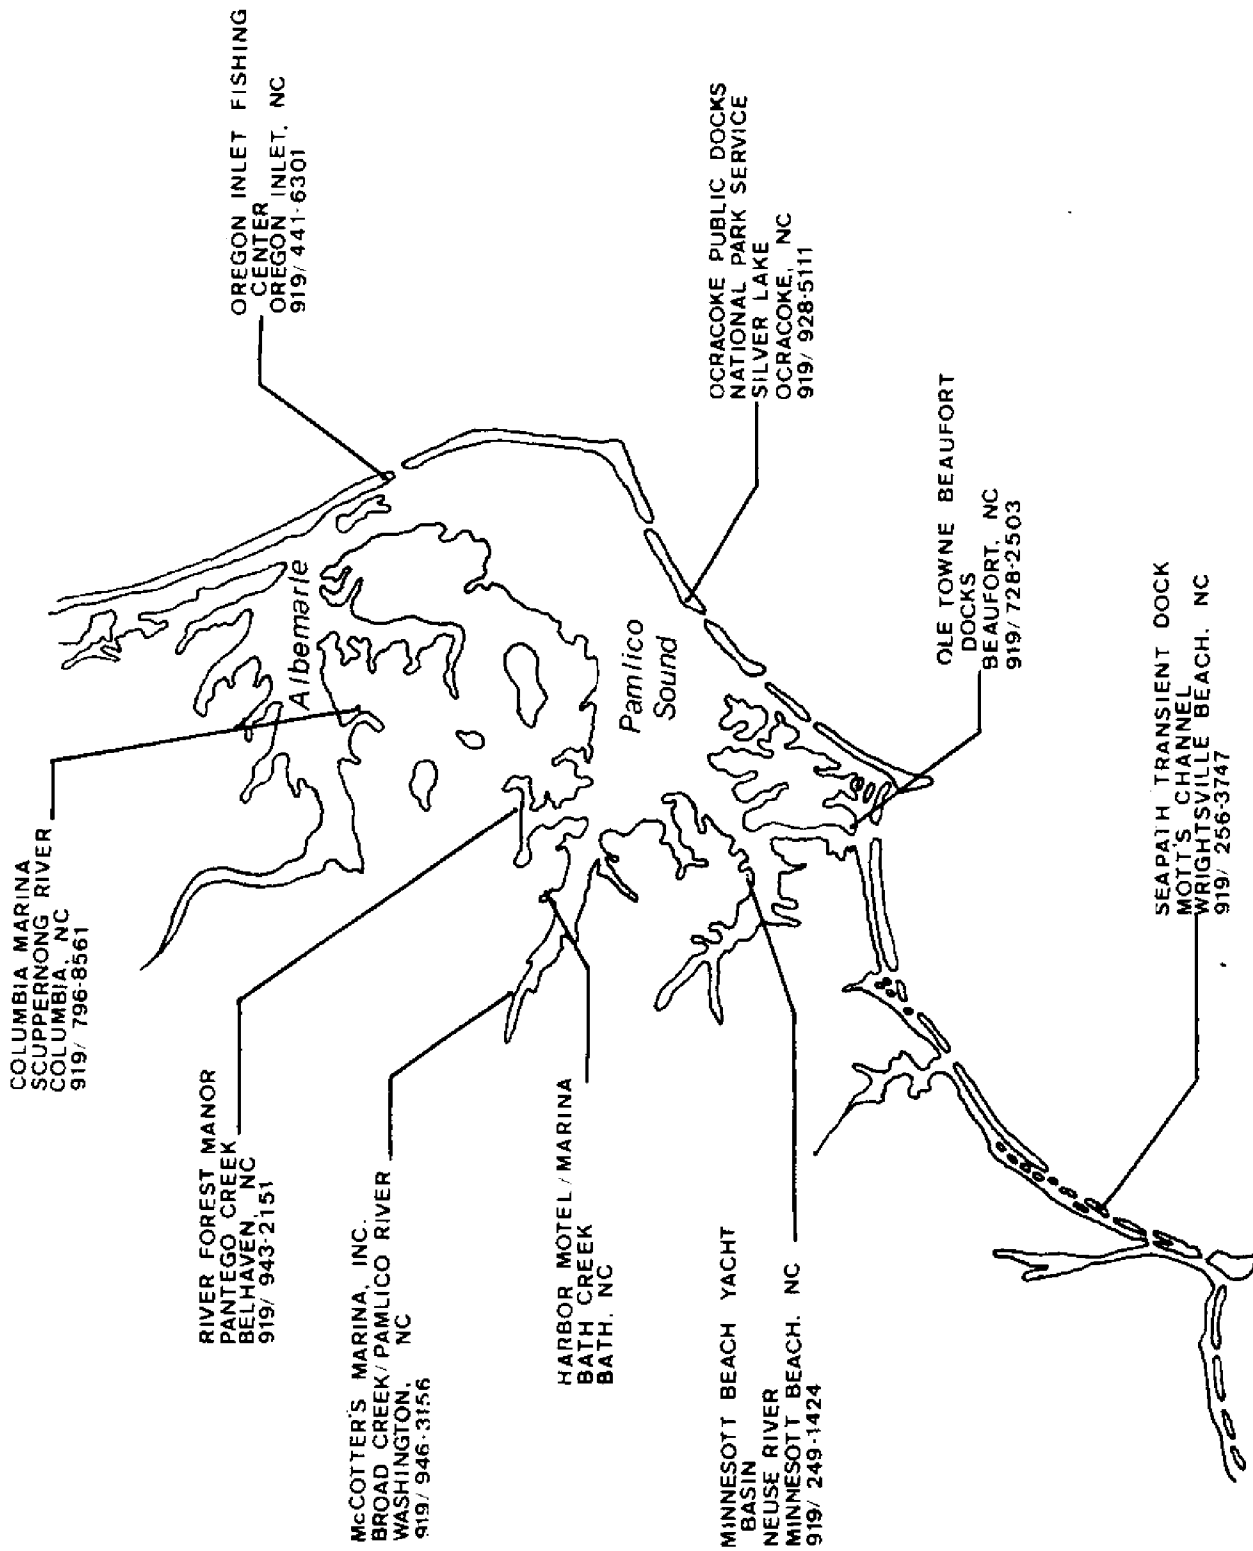 COLUMBIA MARINA
SCUPPERNONG RIVER
COLUMBIA, NC
919/ 796-8561
RIVER FOREST MANOR
PANTEGO CREEK
BELHAVEN, NC
919/ 943-2151
McCOTTER'S MARINA, INC.
BROAD CREEK/PAMLICO RIVER
WASHINGTON, NC
919/ 946-3156
HARBOR MOTEL/MARINA
BATH CREEK
BATH, NC
MINNESOTT BEACH YACHT
BASIN
NEUSE RIVER
MINNESOTT BEACH, NC
919/ 249-1424
OREGON INLET FISHING
CENTER
OREGON INLET, NC
919/ 441-6301
Albemarle
Pamlico
Sound
OCRACOKE PUBLIC DOCKS
NATIONAL PARK SERVICE
SILVER LAKE
OCRACOKE, NC
919/ 928-5111
OLE TOWNE BEAUFORT
DOCKS
BEAUFORT, NC
919/ 728-2503
SEAPATH TRANSIENT DOCK
MOTT'S CHANNEL
WRIGHTSVILLE BEACH, NC
919/ 256-3747